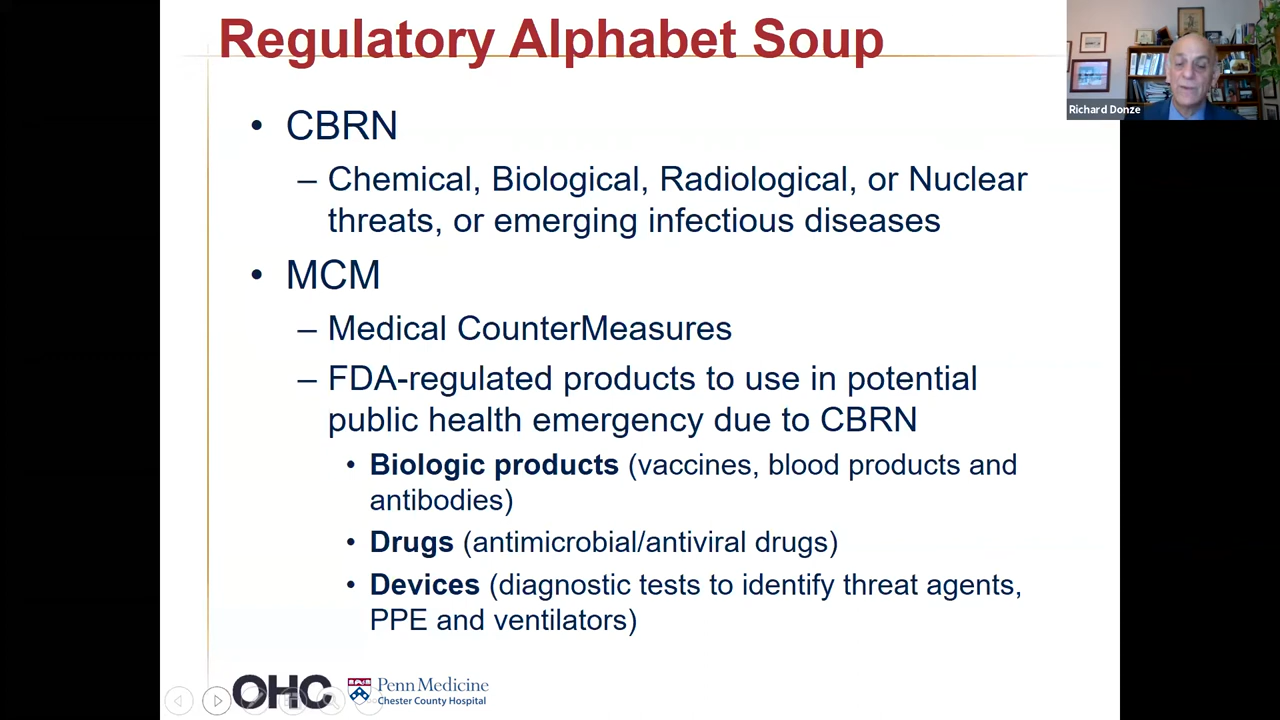 Regulatory Alphabet Soup
Richard Donze
• CBRN
– Chemical, Biological, Radiological, or Nuclear
threats, or emerging infectious diseases
• MCM
– Medical CounterMeasures
– FDA-regulated products to use in potential
public health emergency due to CBRN
• Biologic products (vaccines, blood products and
antibodies)
• Drugs (antimicrobial/antiviral drugs)
• Devices (diagnostic tests to identify threat agents,
PPE and ventilators)
OHC
Penn Medicine
Chester County Hospital